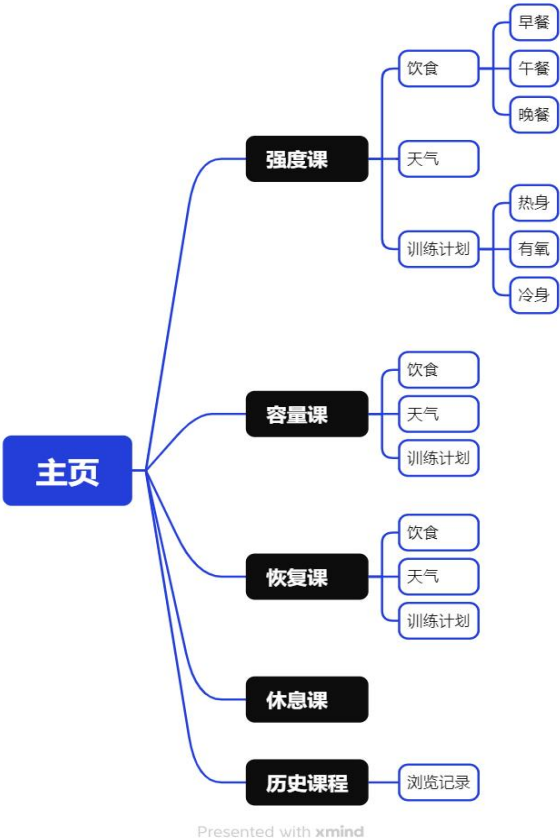 主页
强度课
饮食
早餐
午餐
晚餐
天气
训练计划
热身
有氧
冷身
容量课
饮食
天气
训练计划
恢复课
饮食
天气
训练计划
休息课
历史课程
浏览记录
Presented with xmind